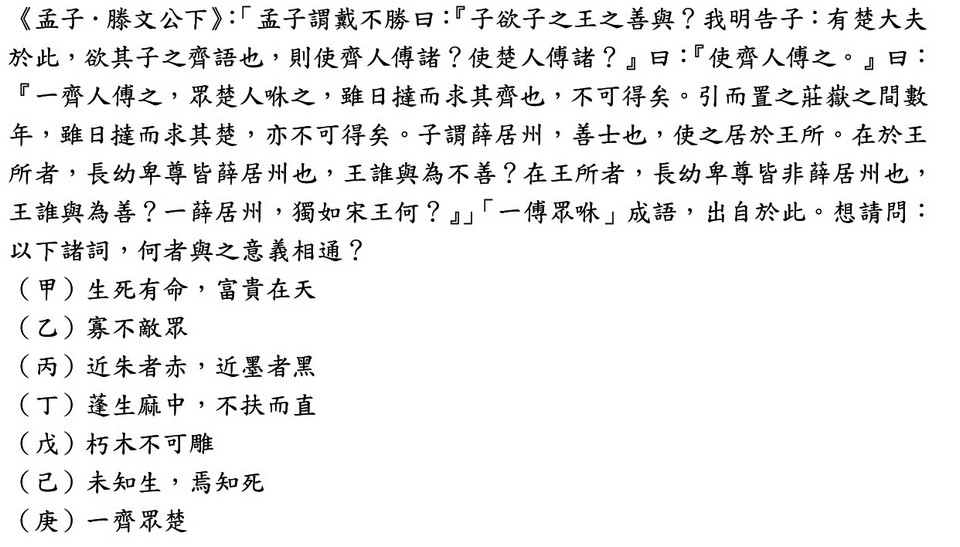 《孟子·滕文公下》：「孟子謂戴不勝曰：『子欲子之王之善與？我明告子：有楚大夫
於此，欲其子之齊語也，則使齊人傅諸？使楚人傅諸？』曰：『使齊人傅之。』曰：
『一齊人傅之，眾楚人咻之，雖日撻而求其齊也，不可得矣。引而置之莊嶽之間數
年，雖日撻而求其楚，亦不可得矣。子謂薛居州，善士也，使之居於王所。在於王
所者，長幼卑尊皆薛居州也，王誰與為不善？在王所者，長幼卑尊皆非薛居州也，
王誰與為善？一薛居州，獨如宋王何？』」「一傅眾咻」成語，出自於此。想請問：
以下諸詞，何者與之意義相通？
（甲）生死有命，富貴在天
（乙）寡不敵眾
（丙）近朱者赤，近墨者黑
（丁）蓬生麻中，不扶而直
（戊）朽木不可雕
（己）未知生，焉知死
（庚）一齊眾楚